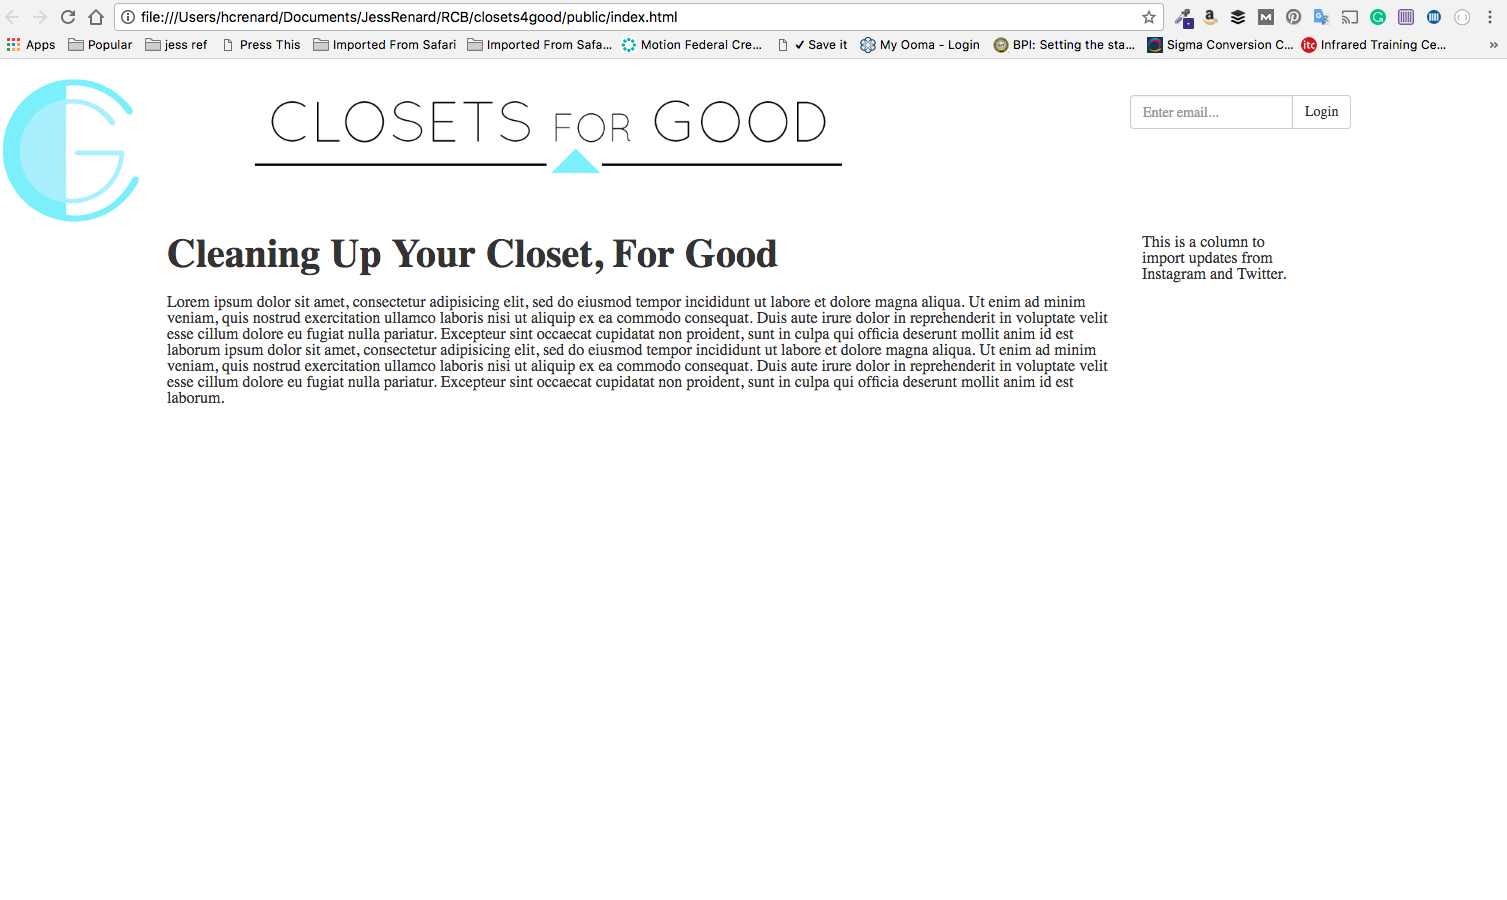 file:///Users/hcrenard/Documents/JessRenard/RCB/closets4good/public/index.html
Apps Popular jess ref Press This Imported From Safari Imported From Safa... Motion Federal Cre... ✓ Save it My Ooma - Login BPI: Setting the sta... Sigma Conversion C... itc Infrared Training Ce... »
CLOSETS FOR GOOD
Enter email... Login
Cleaning Up Your Closet, For Good
Lorem ipsum dolor sit amet, consectetur adipisicing elit, sed do eiusmod tempor incididunt ut labore et dolore magna aliqua. Ut enim ad minim
veniam, quis nostrud exercitation ullamco laboris nisi ut aliquip ex ea commodo consequat. Duis aute irure dolor in reprehenderit in voluptate velit
esse cillum dolore eu fugiat nulla pariatur. Excepteur sint occaecat cupidatat non proident, sunt in culpa qui officia deserunt mollit anim id est
laborum ipsum dolor sit amet, consectetur adipisicing elit, sed do eiusmod tempor incididunt ut labore et dolore magna aliqua. Ut enim ad minim
veniam, quis nostrud exercitation ullamco laboris nisi ut aliquip ex ea commodo consequat. Duis aute irure dolor in reprehenderit in voluptate velit
esse cillum dolore eu fugiat nulla pariatur. Excepteur sint occaecat cupidatat non proident, sunt in culpa qui officia deserunt mollit anim id est
laborum.
This is a column to
import updates from
Instagram and Twitter.